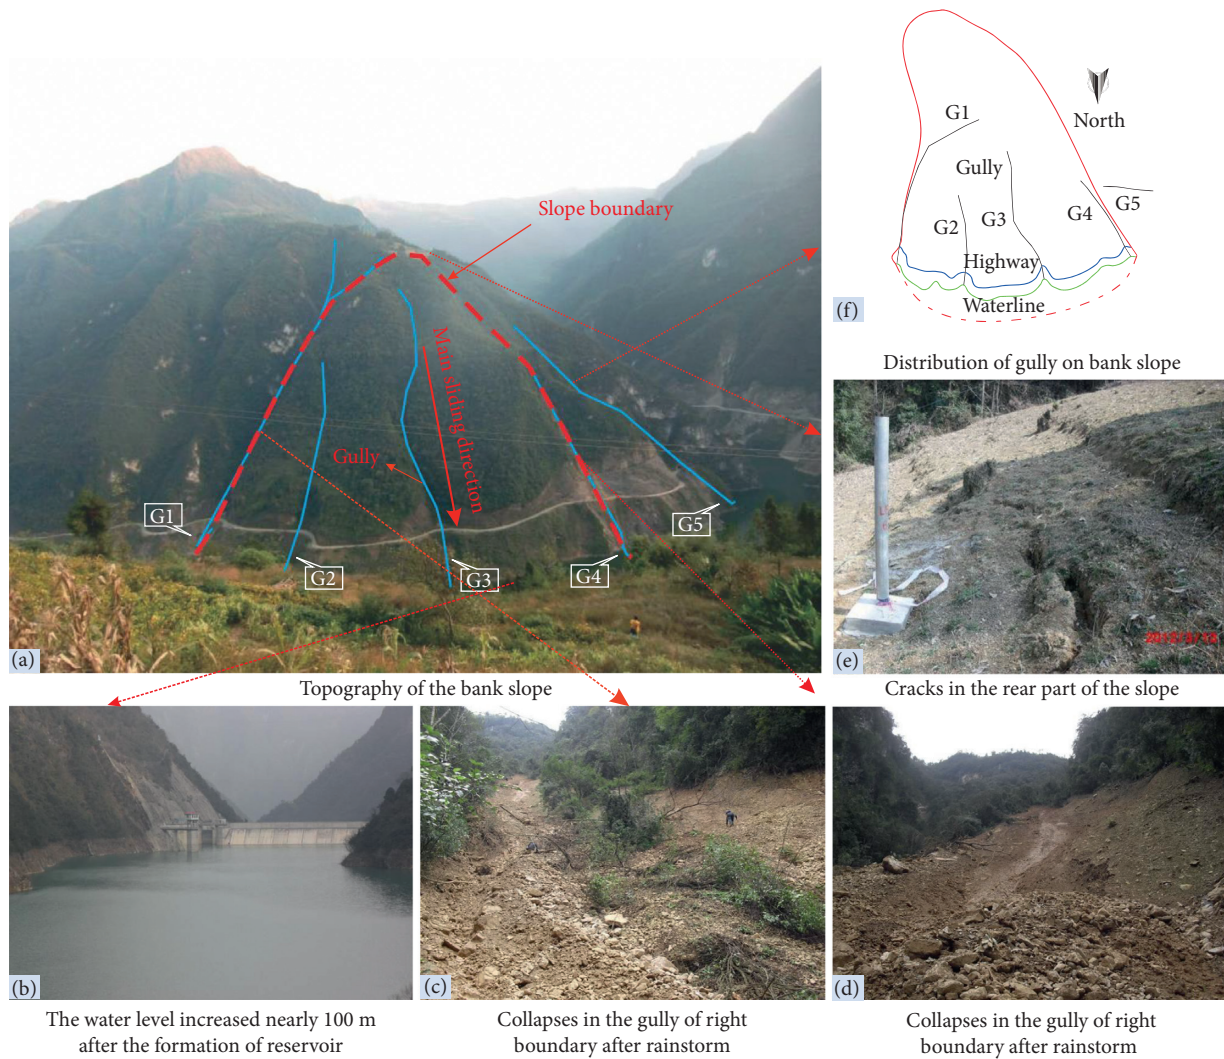 Slope boundary
Main sliding direction
Gully
G1
G2
G3
G4
G5
(a)
Topography of the bank slope
G1
North
Gully
G2
G3
G4
G5
Highway
Waterline
(f)
Distribution of gully on bank slope
(e)
Cracks in the rear part of the slope
(b)
The water level increased nearly 100 m
after the formation of reservoir
(c)
Collapses in the gully of right
boundary after rainstorm
(d)
Collapses in the gully of right
boundary after rainstorm